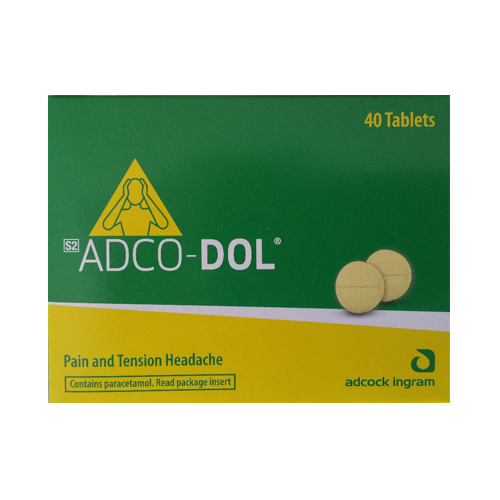 40 Tablets
S2 ADCO-DOL®
Pain and Tension Headache
Contains paracetamol. Read package insert
adcock ingram